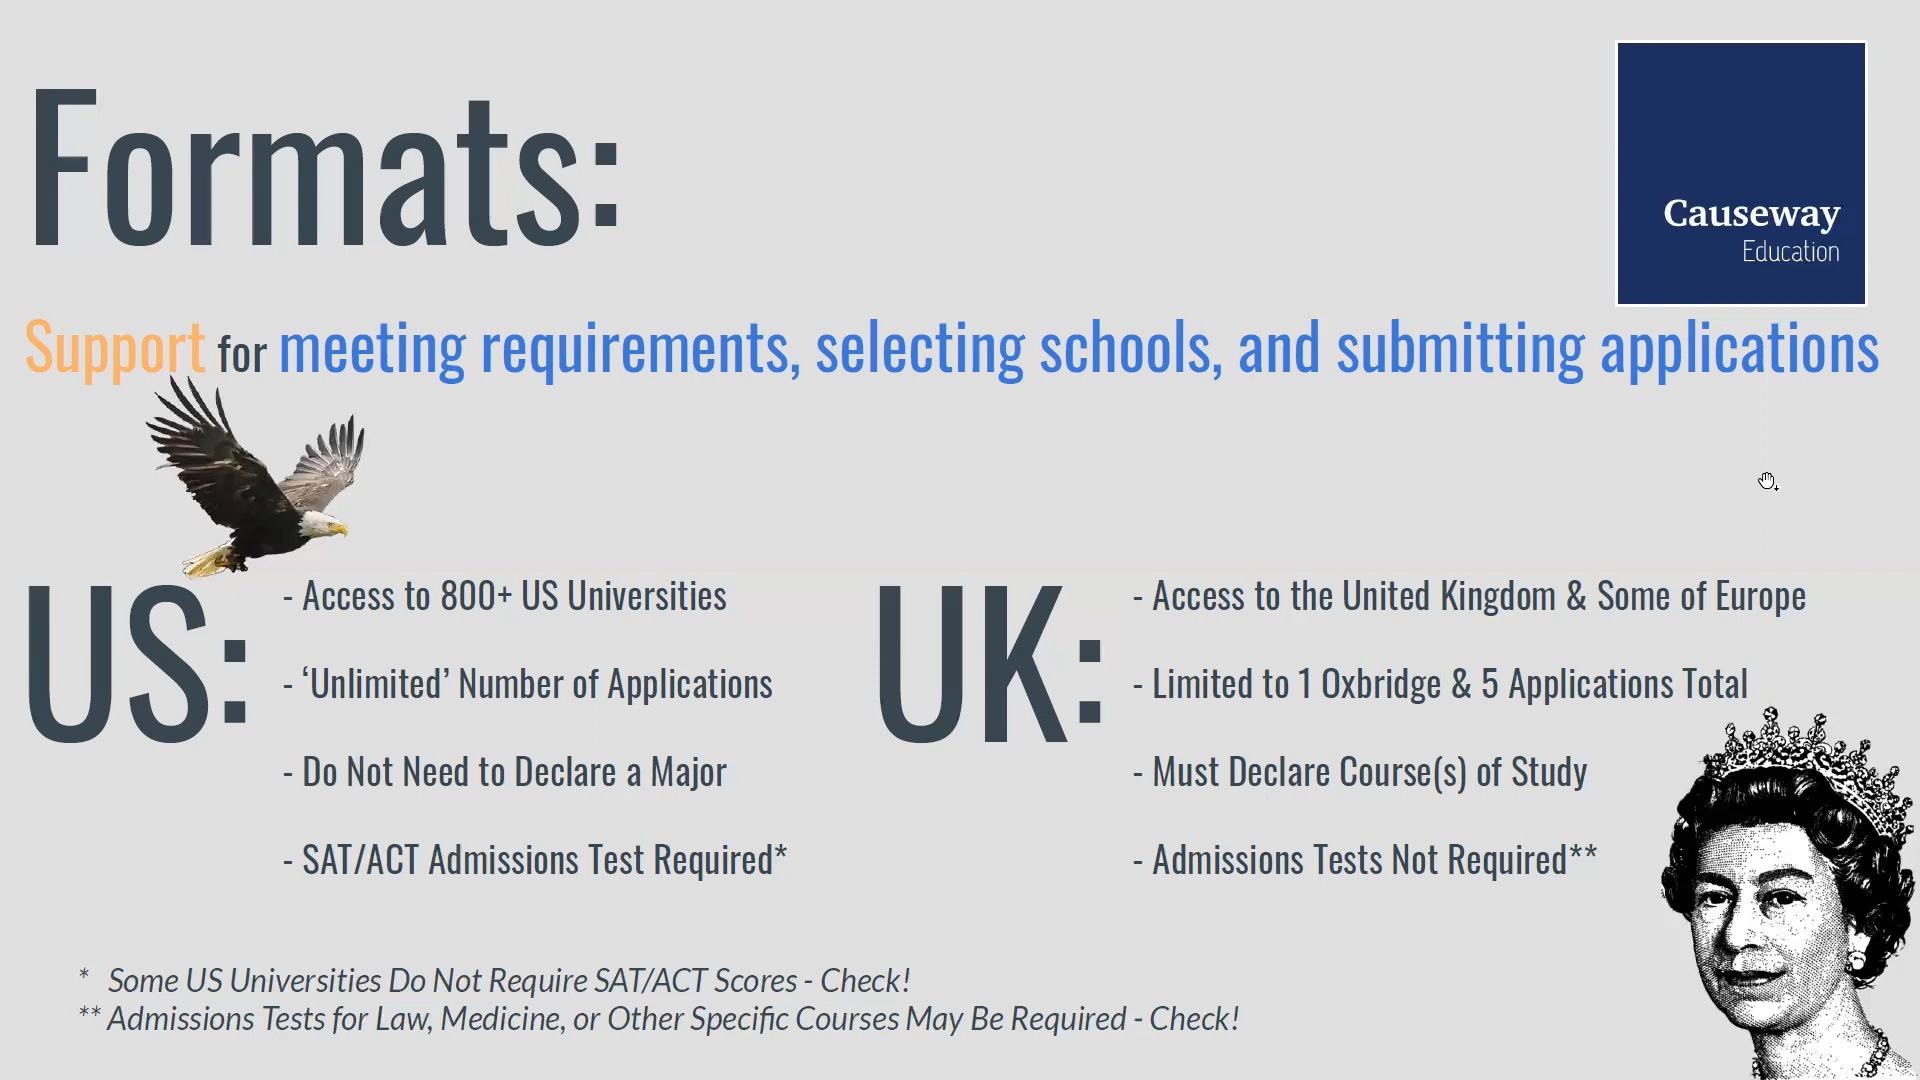 Formats:
Causeway
Education
Support for meeting requirements, selecting schools, and submitting applications
US:
- Access to 800+ US Universities
- ‘Unlimited’ Number of Applications
- Do Not Need to Declare a Major
- SAT/ACT Admissions Test Required*
UK:
- Access to the United Kingdom & Some of Europe
- Limited to 1 Oxbridge & 5 Applications Total
- Must Declare Course(s) of Study
- Admissions Tests Not Required**
* Some US Universities Do Not Require SAT/ACT Scores - Check!
** Admissions Tests for Law, Medicine, or Other Specific Courses May Be Required - Check!